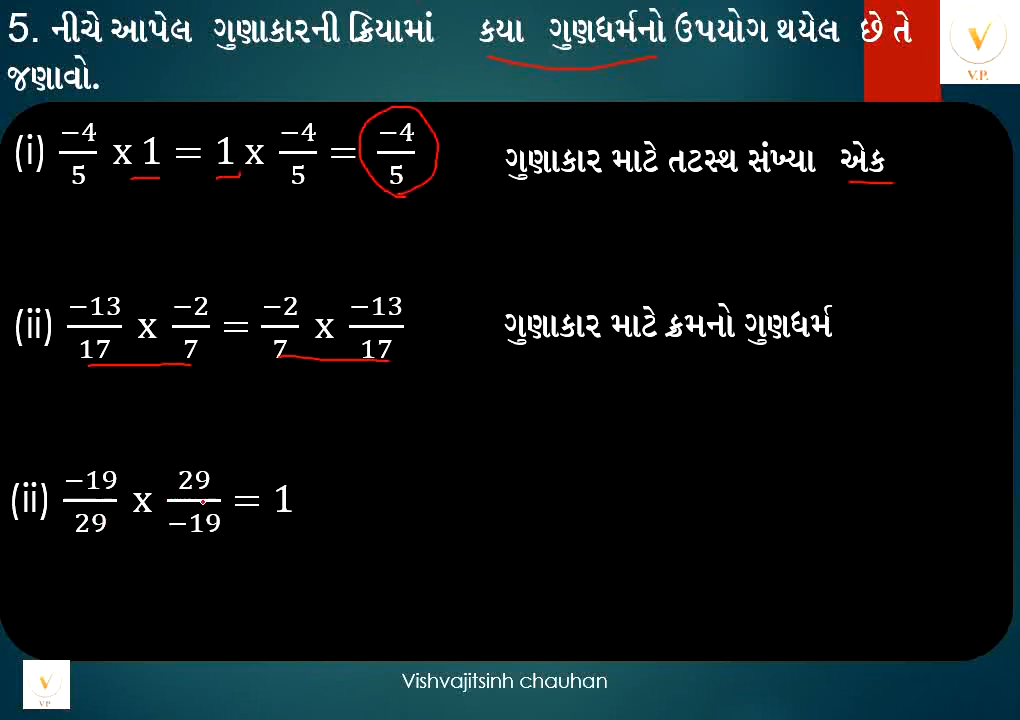 5. નીચે આપેલ ગુણાકારની ક્રિયામાં કયા ગુણધર્મનો ઉપયોગ થયેલ છે તે
જણાવો.
V.P.
(i) −4/5 x 1 = 1 x −4/5 = −4/5 ગુણાકાર માટે તટસ્થ સંખ્યા એક
(ii) −13/17 x −2/7 = −2/7 x −13/17 ગુણાકાર માટે ક્રમનો ગુણધર્મ
(ii) −19/29 x 29/−19 = 1
V.P.
Vishvajitsinh chauhan